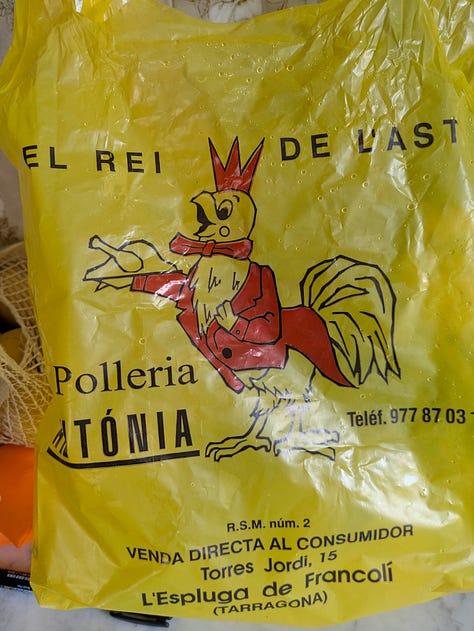 EL REI DE L'AST
Polleria
Teléf. 977 87 03
R.S.M. núm. 2
VENDA DIRECTA AL CONSUMIDOR
Torres Jordi, 15
L'Espluga de Francolí
(TARRAGONA)